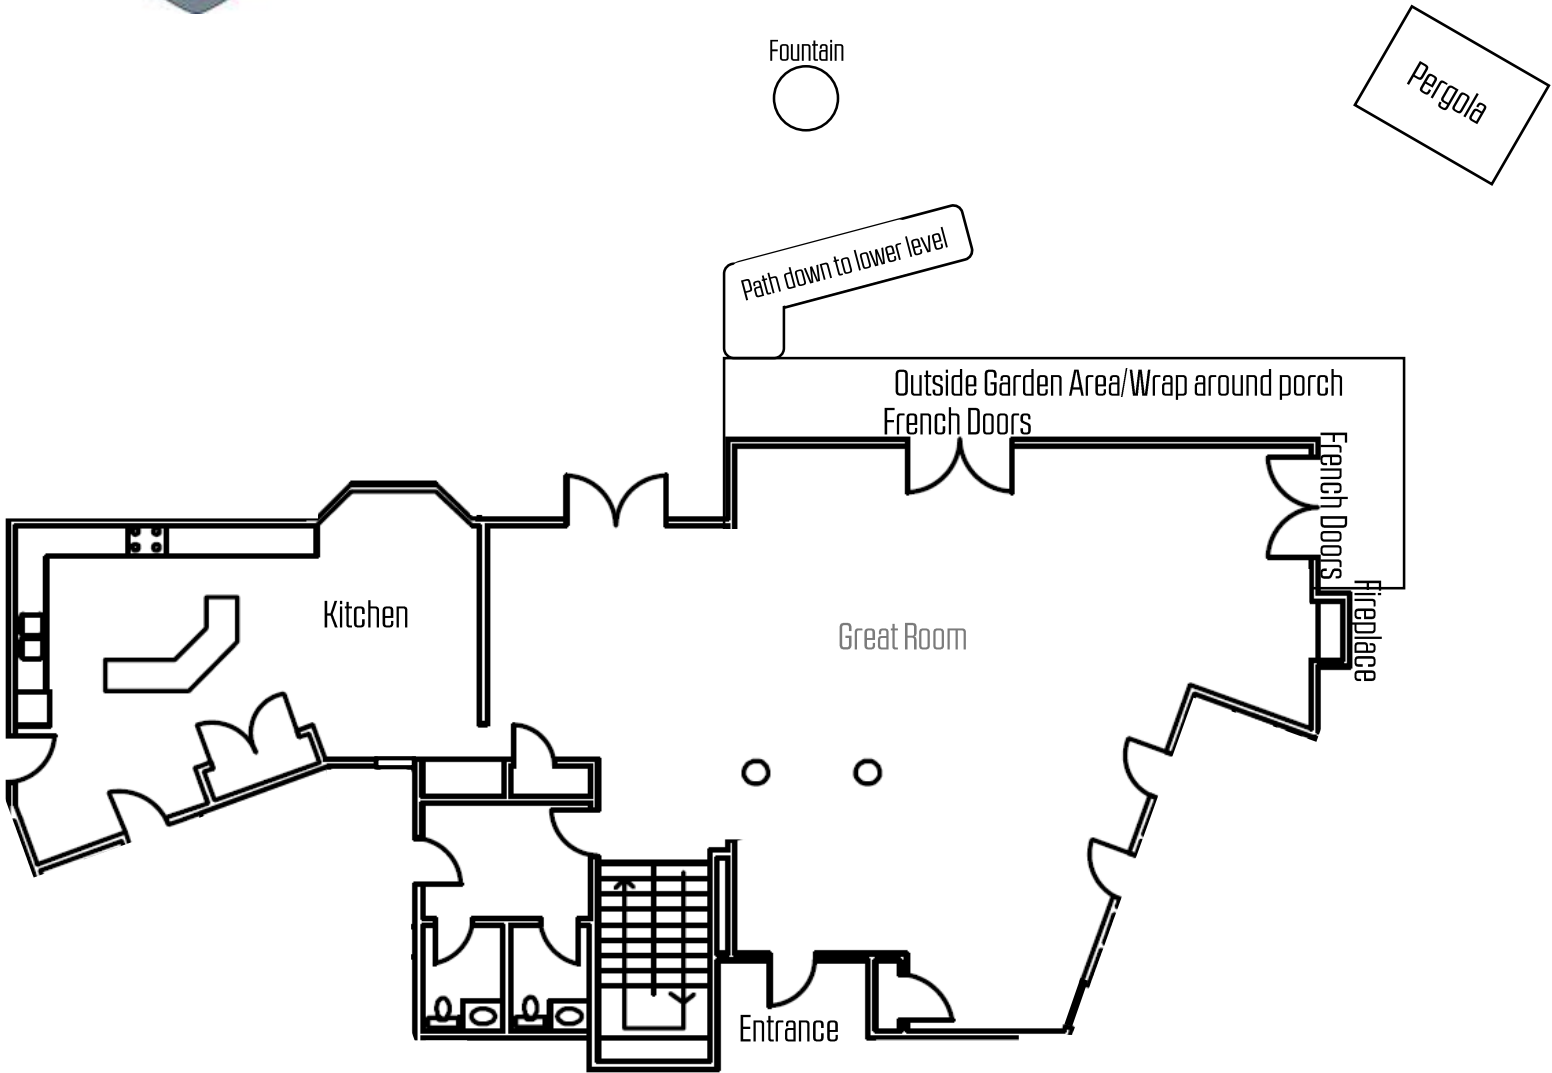 Fountain
Pergola
Path down to lower level
Outside Garden Area/Wrap around porch
French Doors
French Doors
Fireplace
Kitchen
Great Room
Entrance